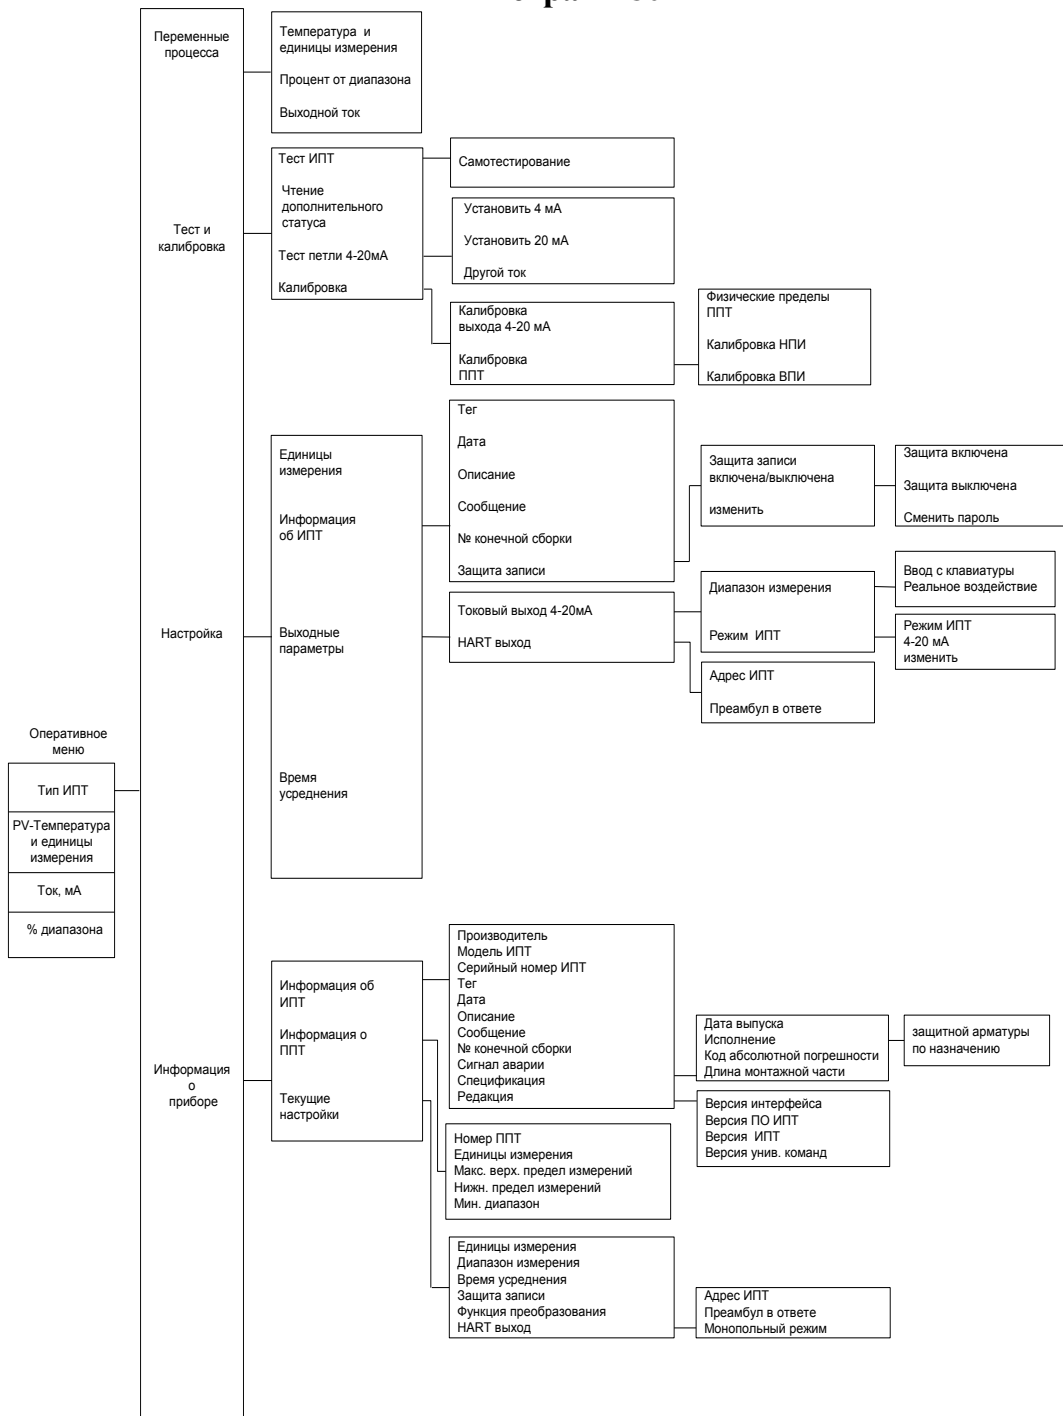 Переменные
процесса
Температура и
единицы измерения
Процент от диапазона
Выходной ток
Тест и
калибровка
Тест ИПТ
Чтение
дополнительного
статуса
Тест петли 4-20мА
Калибровка
Самотестирование
Установить 4 мА
Установить 20 мА
Другой ток
Калибровка
выхода 4-20 мА
Калибровка
ППТ
Физические пределы
ППТ
Калибровка НПИ
Калибровка ВПИ
Настройка
Единицы
измерения
Информация
об ИПТ
Выходные
параметры
Время
усреднения
Тег
Дата
Описание
Сообщение
№ конечной сборки
Защита записи
Защита записи
включена/выключена
изменить
Защита включена
Защита выключена
Сменить пароль
Токовый выход 4-20мА
HART выход
Диапазон измерения
Режим ИПТ
Ввод с клавиатуры
Реальное воздействие
Режим ИПТ
4-20 мА
изменить
Адрес ИПТ
Преамбул в ответе
Оперативное
меню
Тип ИПТ
PV-Температура
и единицы
измерения
Ток, мА
% диапазона
Информация
о
приборе
Информация об
ИПТ
Информация о
ППТ
Текущие
настройки
Производитель
Модель ИПТ
Серийный номер ИПТ
Тег
Дата
Описание
Сообщение
№ конечной сборки
Сигнал аварии
Спецификация
Редакция
Дата выпуска
Исполнение
Код абсолютной погрешности
Длина монтажной части
защитной арматуры
по назначению
Версия интерфейса
Версия ПО ИПТ
Версия ИПТ
Версия унив. команд
Номер ППТ
Единицы измерения
Макс. верх. предел измерений
Нижн. предел измерений
Мин. диапазон
Единицы измерения
Диапазон измерения
Время усреднения
Защита записи
Функция преобразования
HART выход
Адрес ИПТ
Преамбул в ответе
Монопольный режим